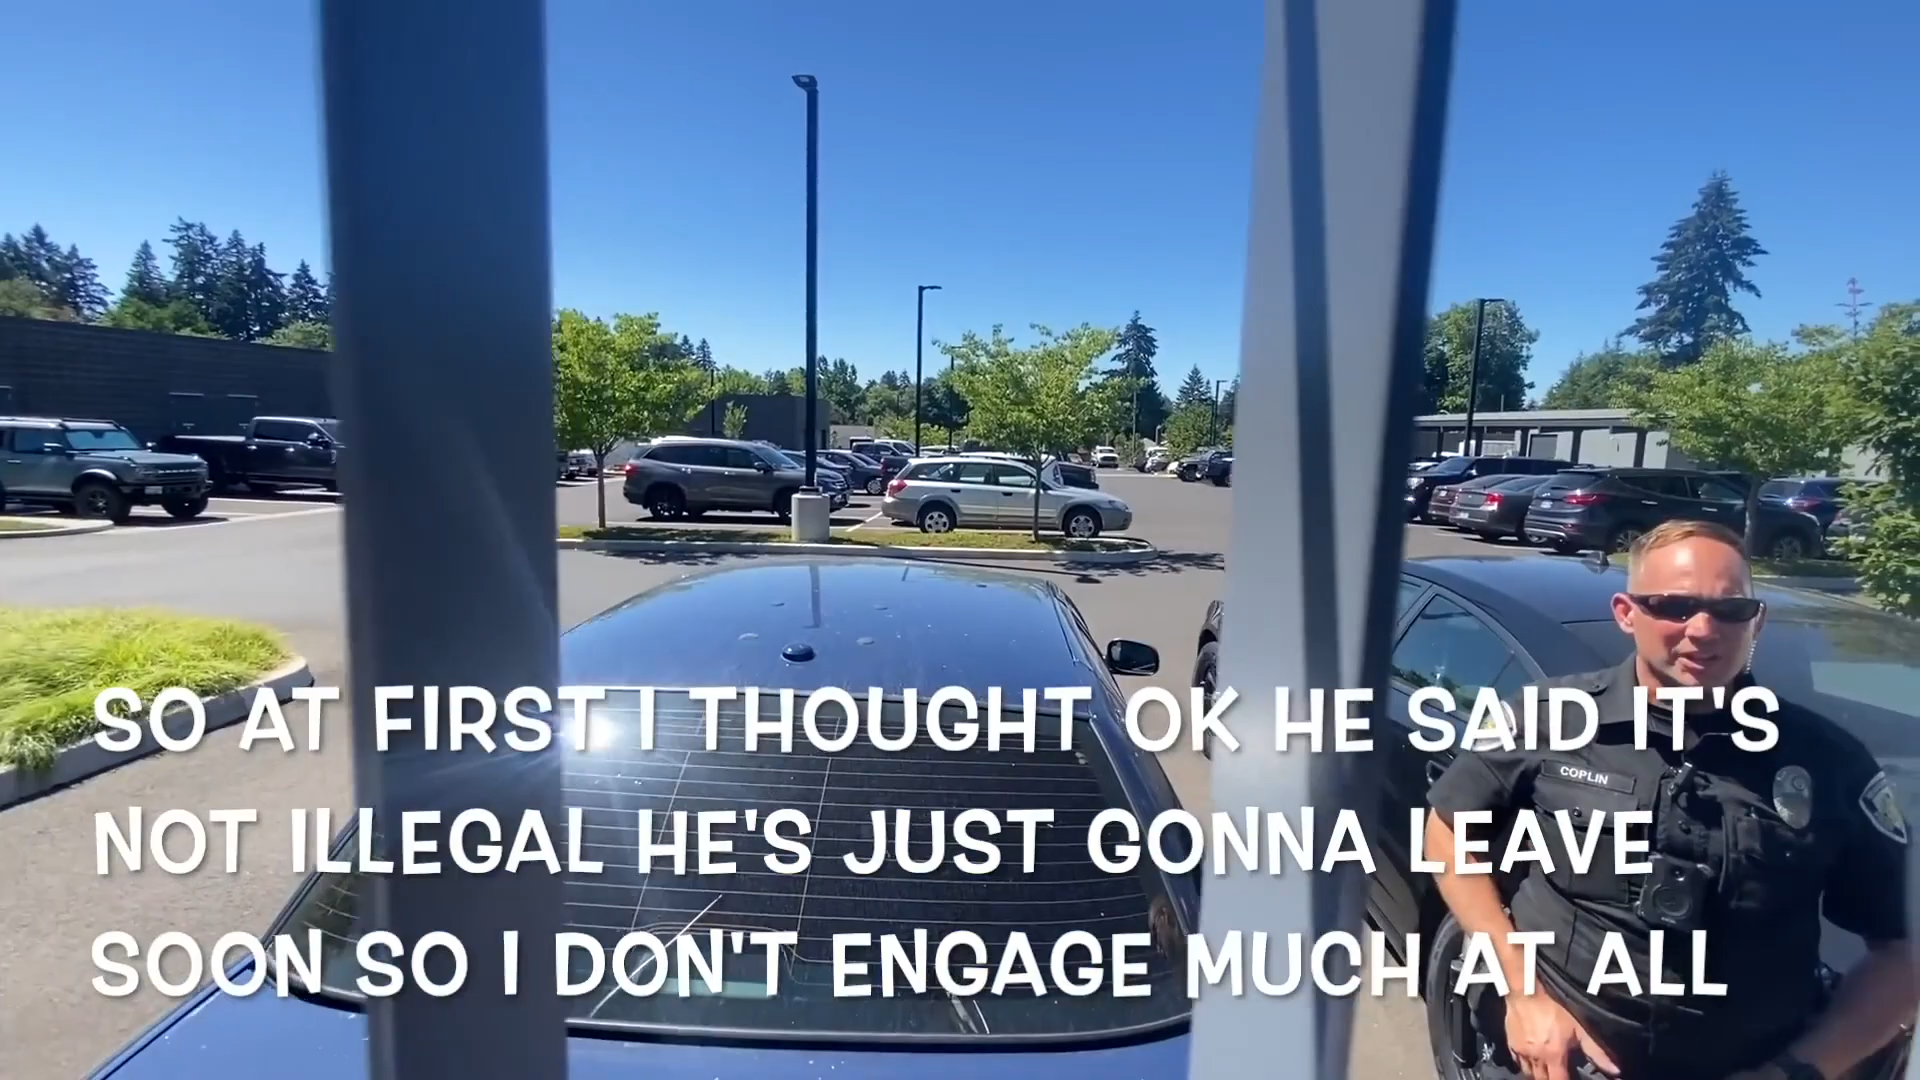 SO AT FIRST I THOUGHT OK HE SAID IT'S
NOT ILLEGAL HE'S JUST GONNA LEAVE
SOON SO I DON'T ENGAGE MUCH AT ALL
COPLIN